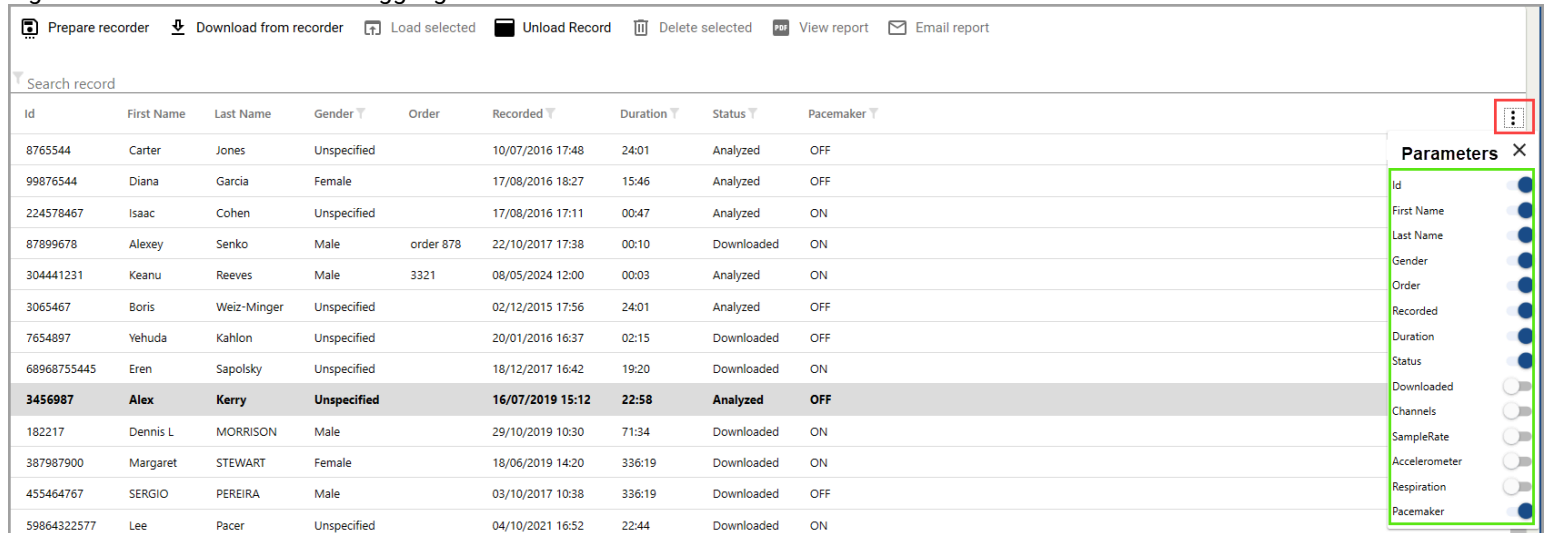 Prepare recorder Download from recorder Load selected Unload Record Delete selected PDF View report Email report
Search record
Id First Name Last Name Gender Order Recorded Duration Status Pacemaker
8765544 Carter Jones Unspecified 10/07/2016 17:48 24:01 Analyzed OFF
99876544 Diana Garcia Female 17/08/2016 18:27 15:46 Analyzed OFF
224578467 Isaac Cohen Unspecified 17/08/2016 17:11 00:47 Analyzed ON
87899678 Alexey Senko Male order 878 22/10/2017 17:38 00:10 Downloaded ON
304441231 Keanu Reeves Male 3321 08/05/2024 12:00 00:03 Analyzed ON
3065467 Boris Weiz-Minger Unspecified 02/12/2015 17:56 24:01 Analyzed OFF
7654897 Yehuda Kahlon Unspecified 20/01/2016 16:37 02:15 Downloaded OFF
68968755445 Eren Sapolsky Unspecified 18/12/2017 16:42 19:20 Downloaded ON
3456987 Alex Kerry Unspecified 16/07/2019 15:12 22:58 Analyzed OFF
182217 Dennis L MORRISON Male 29/10/2019 10:30 71:34 Downloaded ON
387987900 Margaret STEWART Female 18/06/2019 14:20 336:19 Downloaded ON
455464767 SERGIO PEREIRA Male 03/10/2017 10:38 336:19 Downloaded OFF
59864322577 Lee Pacer Unspecified 04/10/2021 16:52 22:44 Downloaded ON
Parameters
Id
First Name
Last Name
Gender
Order
Recorded
Duration
Status
Downloaded
Channels
SampleRate
Accelerometer
Respiration
Pacemaker